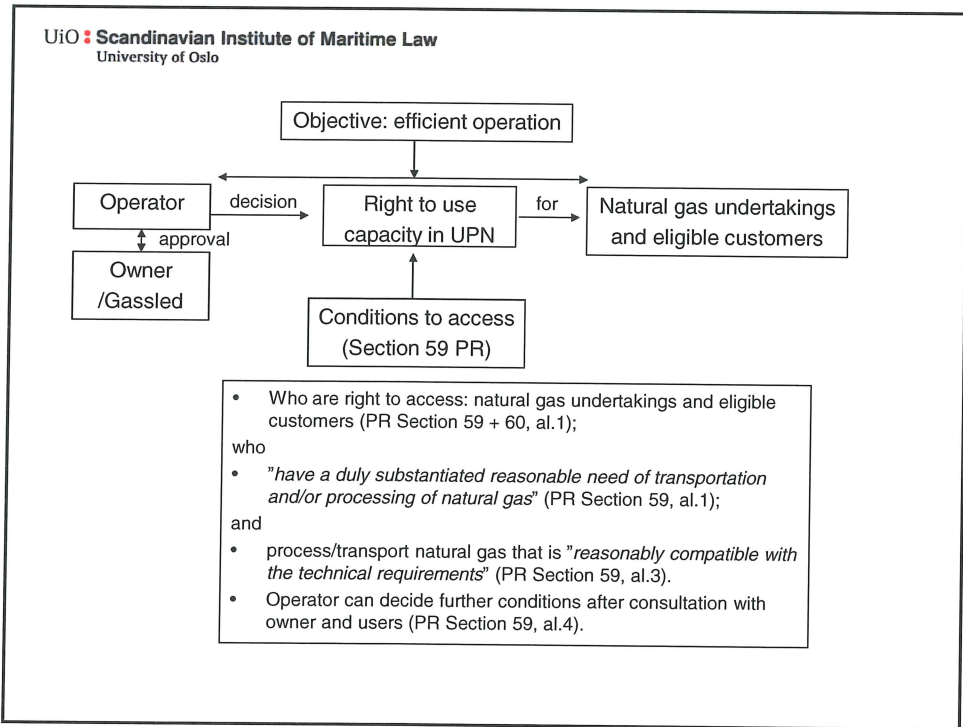 UiO : Scandinavian Institute of Maritime Law
University of Oslo
Objective: efficient operation
Operator
decision
Right to use
capacity in UPN
for
Natural gas undertakings
and eligible customers
approval
Owner
/Gassled
Conditions to access
(Section 59 PR)
• Who are right to access: natural gas undertakings and eligible
customers (PR Section 59 + 60, al.1);
who
• "have a duly substantiated reasonable need of transportation
and/or processing of natural gas" (PR Section 59, al.1);
and
• process/transport natural gas that is "reasonably compatible with
the technical requirements" (PR Section 59, al.3).
• Operator can decide further conditions after consultation with
owner and users (PR Section 59, al.4).